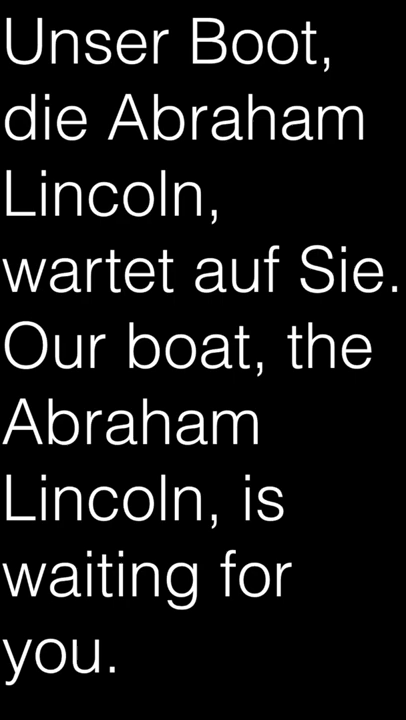 Unser Boot,
die Abraham
Lincoln,
wartet auf Sie.
Our boat, the
Abraham
Lincoln, is
waiting for
you.